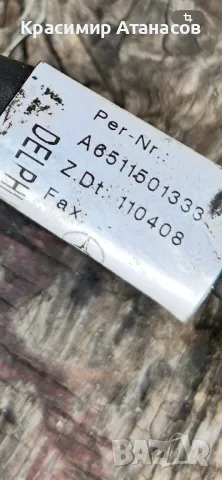 Красимир Атанасов
Per-Nr.:
A6511501333
Z.Dt: 110408
Fax:
DELPHI
BAZAR